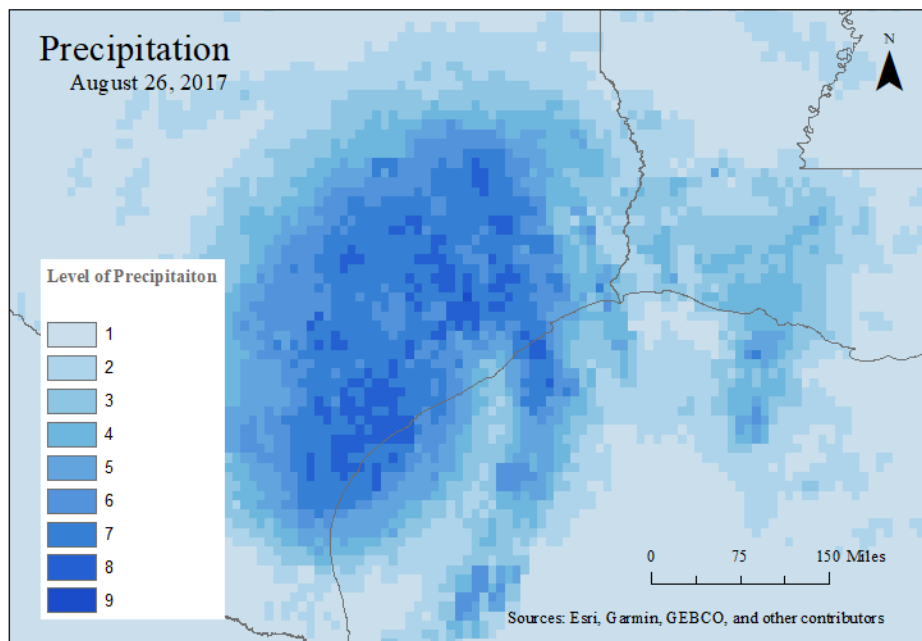 Precipitation
August 26, 2017
N
Level of Precipitaiton
1
2
3
4
5
6
7
8
9
0 75 150 Miles
Sources: Esri, Garmin, GEBCO, and other contributors